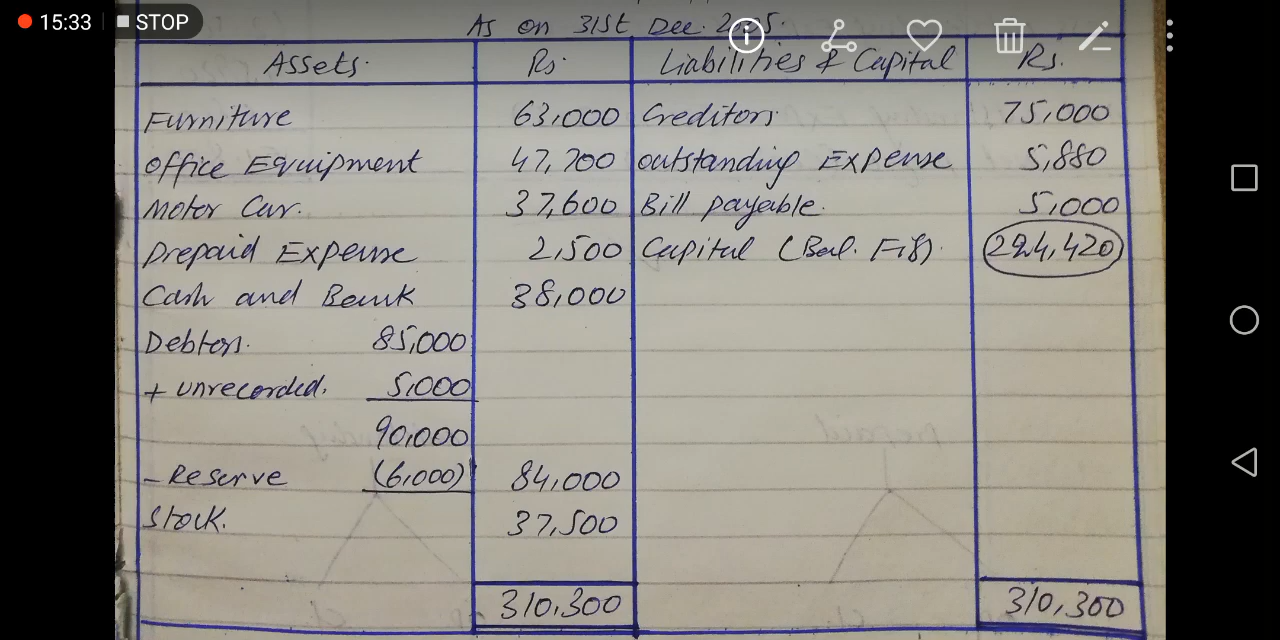 15:33 STOP
As on 31st Dec. 2005.
Assets. Rs. Liabilities & Capital Rs.
Furniture 63,000 Creditors 75,000
Office Equipment 47,700 outstanding Expense 5,880
Motor Car. 37,600 Bill payable. 5,000
Prepaid Expense 2,500 Capital (Bal. Fig). 224,420
Cash and Bank 38,000
Debtors. 85,000
+ unrecorded. 5,000
90,000
- Reserve (6,000) 84,000
Stock. 37,500
310,300 310,300